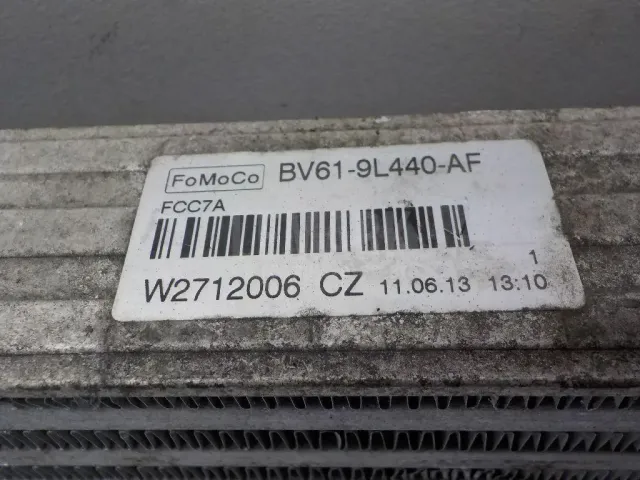 FoMoCo BV61-9L440-AF
FCC7A
1
W2712006 CZ 11.06.13 13:10